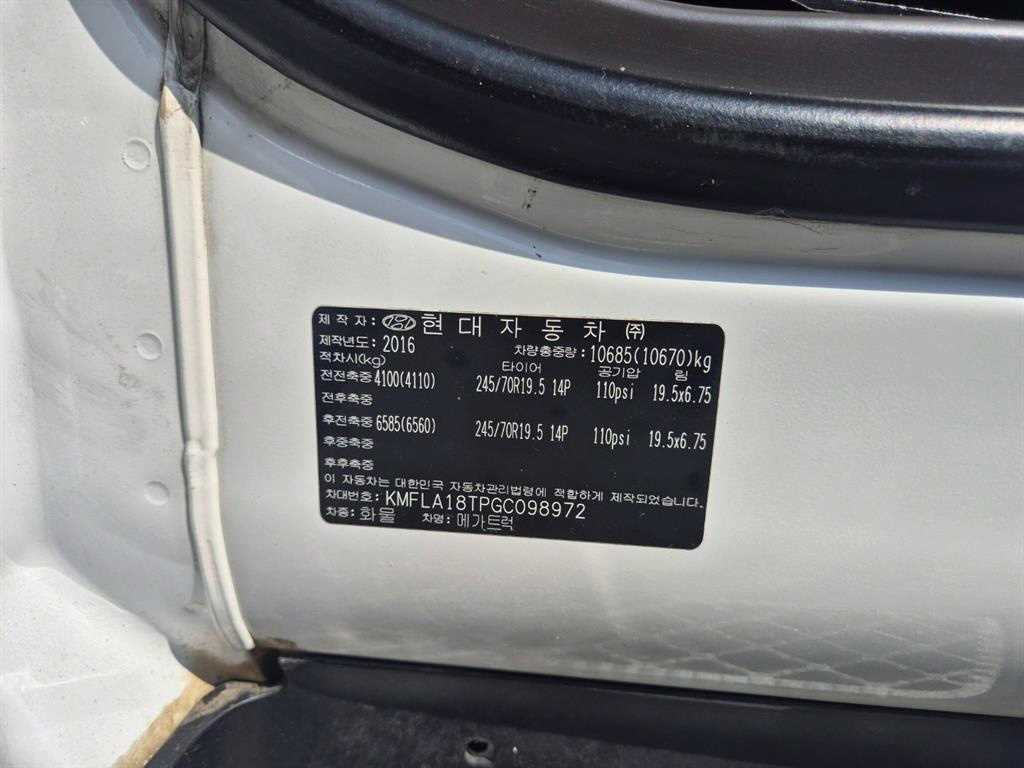 제 작 자 : HYUNDAI 현 대 자 동 차 ㈜
제작년도: 2016 차량총중량: 10685(10670)kg
적차시(kg) 타이어 공기압 림
전전축중 4100(4110) 245/70R19.5 14P 110psi 19.5x6.75
전후축중
후전축중 6585(6560) 245/70R19.5 14P 110psi 19.5x6.75
후중축중
후후축중
이 자동차는 대한민국 자동차관리법령에 적합하게 제작되었습니다.
차대번호: KMFLA18TPGC098972
차종: 화물 차명: 메가트럭